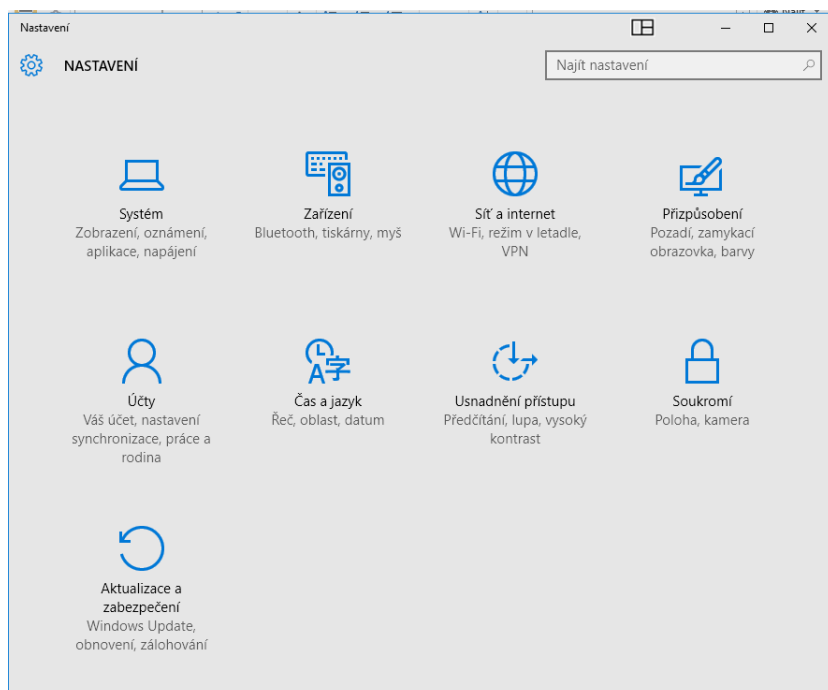 Nastavení
NASTAVENÍ
Najít nastavení
Systém
Zobrazení, oznámení,
aplikace, napájení
Zařízení
Bluetooth, tiskárny, myš
Síť a internet
Wi-Fi, režim v letadle,
VPN
Přizpůsobení
Pozadí, zamykací
obrazovka, barvy
Účty
Váš účet, nastavení
synchronizace, práce a
rodina
Čas a jazyk
Řeč, oblast, datum
Usnadnění přístupu
Předčítání, lupa, vysoký
kontrast
Soukromí
Poloha, kamera
Aktualizace a
zabezpečení
Windows Update,
obnovení, zálohování